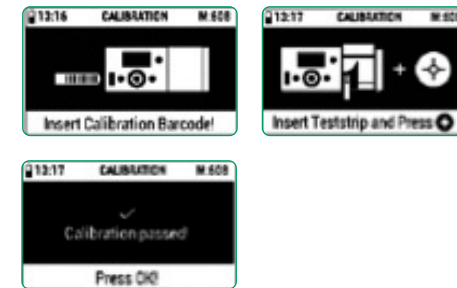 13:16 CALIBRATION M:608
Insert Calibration Barcode!
13:17 CALIBRATION M:608
+
Insert Teststrip and Press
13:17 CALIBRATION M:608
Calibration passed!
Press OK!